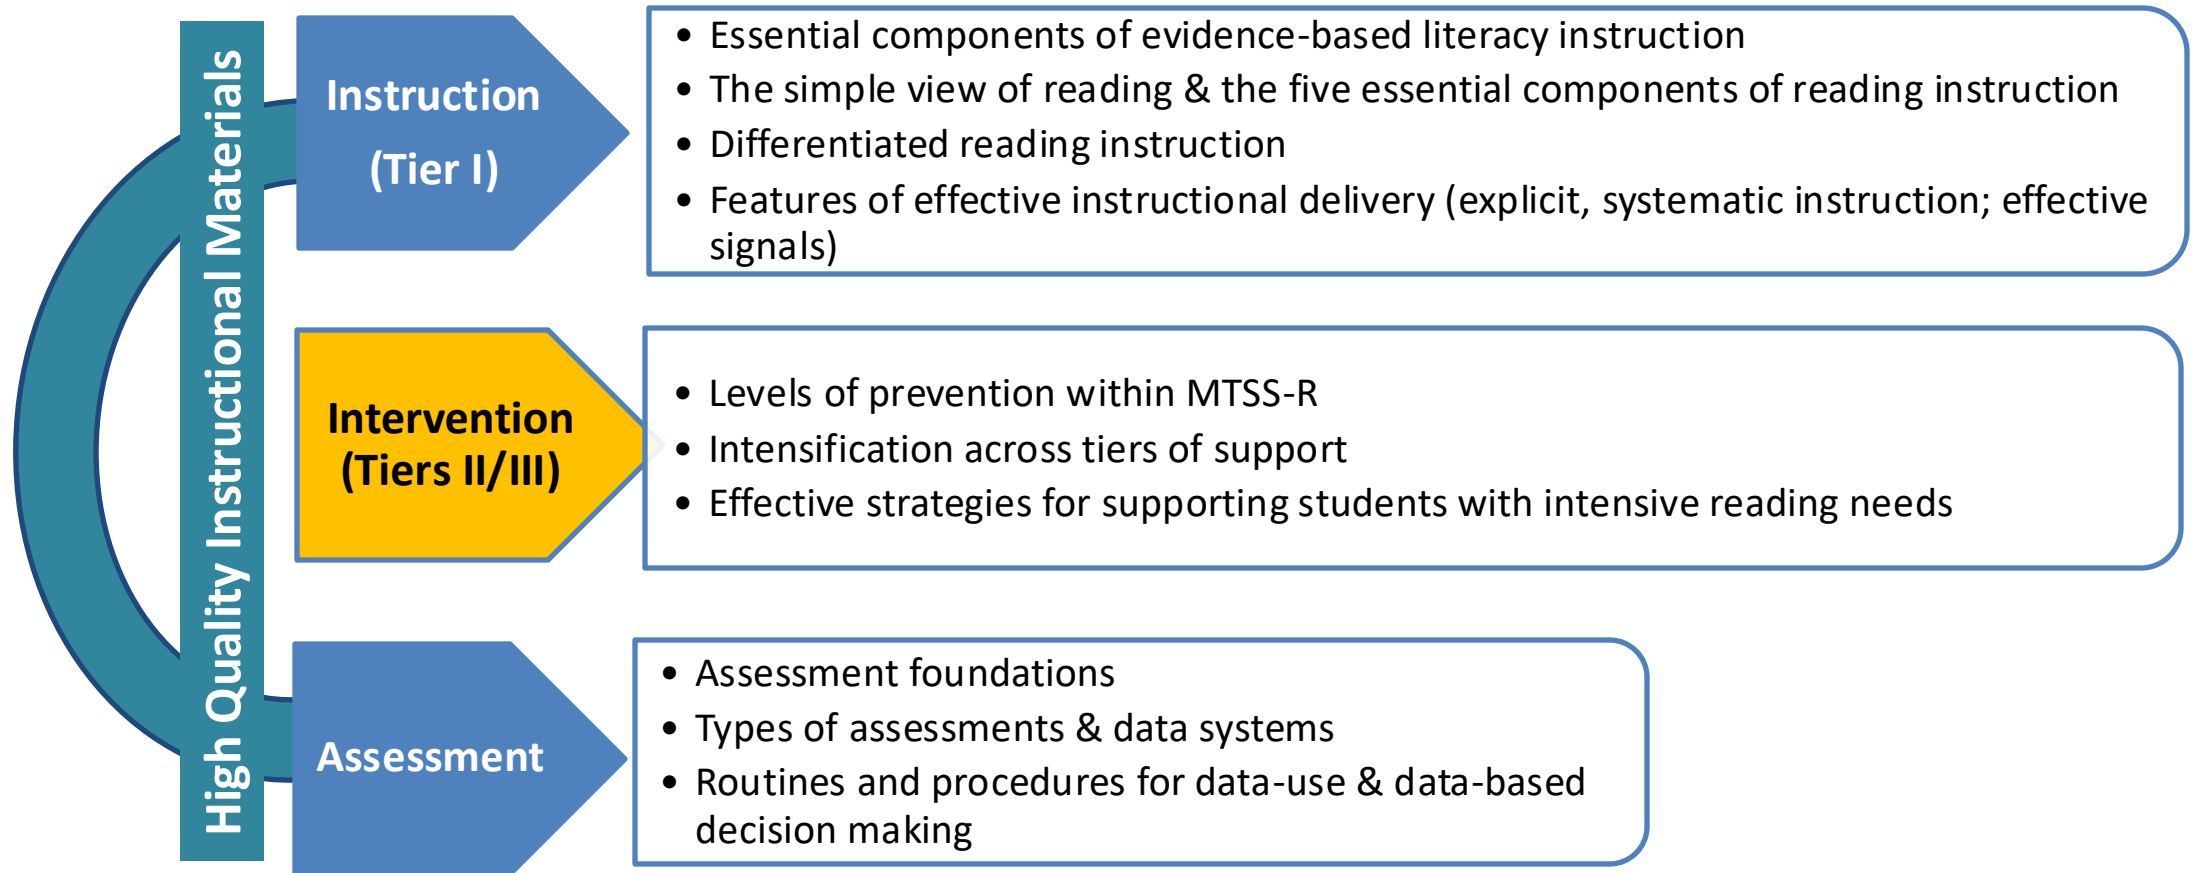 High Quality Instructional Materials
Instruction
(Tier I)
• Essential components of evidence-based literacy instruction
• The simple view of reading & the five essential components of reading instruction
• Differentiated reading instruction
• Features of effective instructional delivery (explicit, systematic instruction; effective
signals)
Intervention
(Tiers II/III)
• Levels of prevention within MTSS-R
• Intensification across tiers of support
• Effective strategies for supporting students with intensive reading needs
Assessment
• Assessment foundations
• Types of assessments & data systems
• Routines and procedures for data-use & data-based
decision making